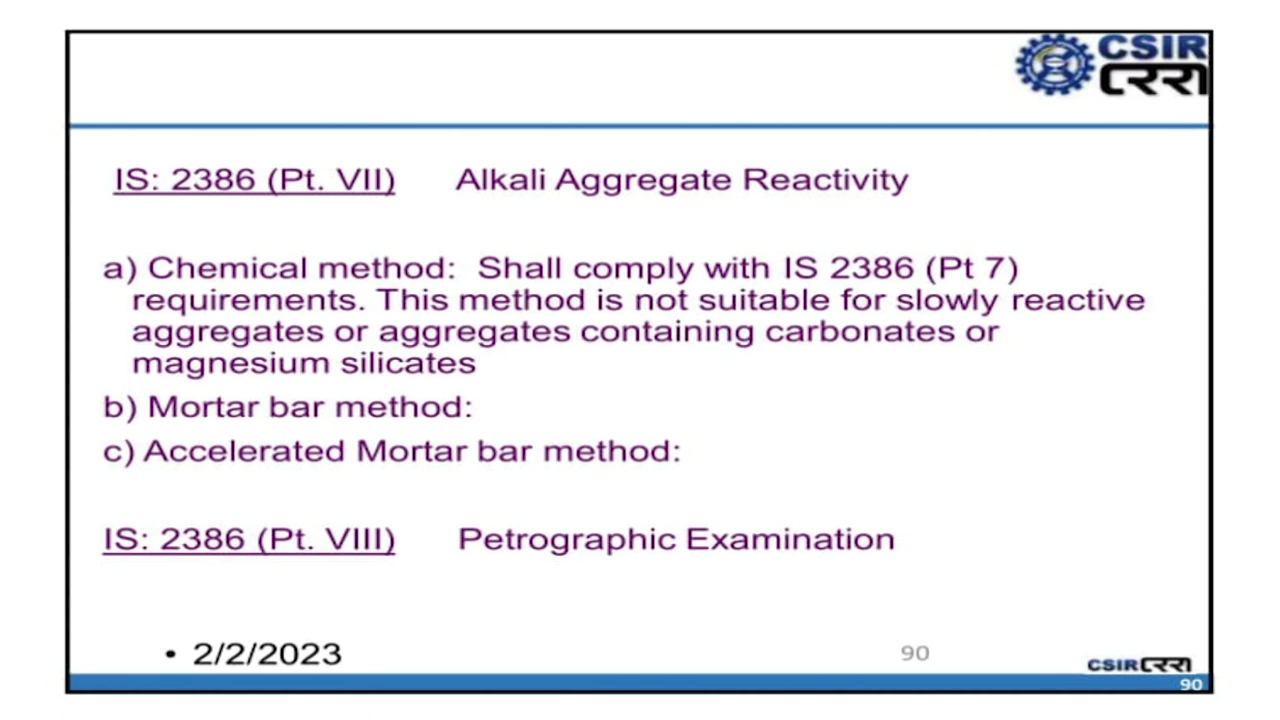 CSIR
IS: 2386 (Pt. VII) Alkali Aggregate Reactivity
a) Chemical method: Shall comply with IS 2386 (Pt 7)
requirements. This method is not suitable for slowly reactive
aggregates or aggregates containing carbonates or
magnesium silicates
b) Mortar bar method:
c) Accelerated Mortar bar method:
IS: 2386 (Pt. VIII) Petrographic Examination
• 2/2/2023
90
CSIR
90